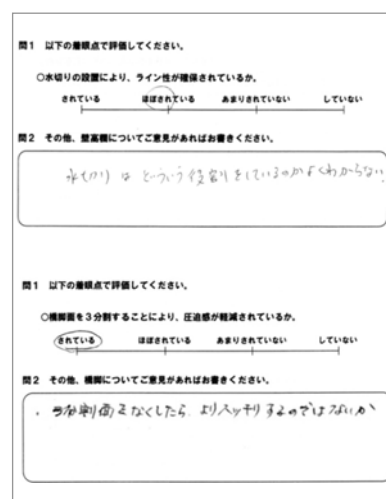 問1 以下の着眼点で評価してください。
○水切りの設置により、ライン性が確保されているか。
されている ほぼされている あまりされていない していない
問2 その他、壁高欄についてご意見があればお書きください。
水切りは どういう役割をしているのかよくわからない。
問1 以下の着眼点で評価してください。
○橋脚面を3分割することにより、圧迫感が軽減されているか。
されている ほぼされている あまりされていない していない
問2 その他、橋脚についてご意見があればお書きください。
をなくしたら、よりスッキリするのではないか